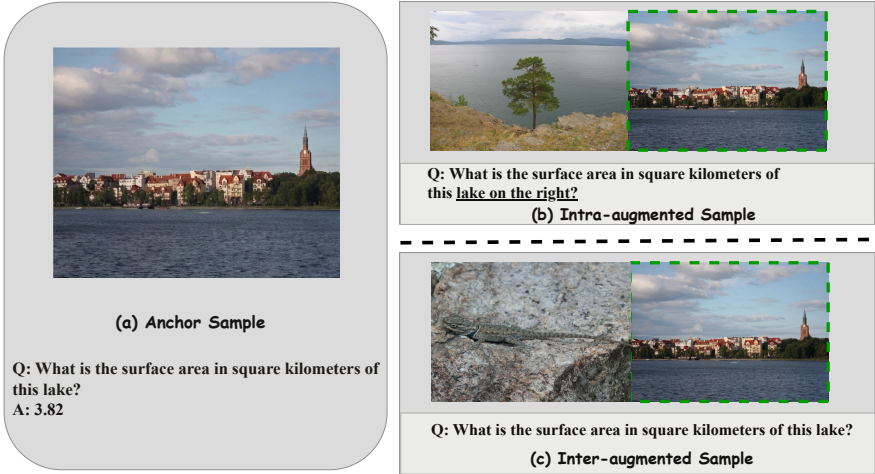 (a) Anchor Sample
Q: What is the surface area in square kilometers of
this lake?
A: 3.82
Q: What is the surface area in square kilometers of
this lake on the right?
(b) Intra-augmented Sample
Q: What is the surface area in square kilometers of this lake?
(c) Inter-augmented Sample